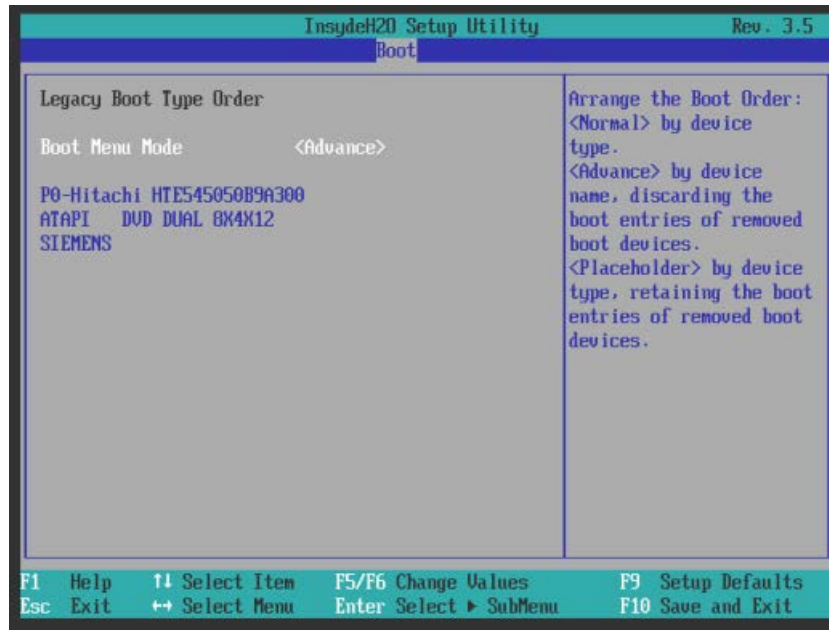 InsydeH2O Setup Utility Rev. 3.5
Boot
Legacy Boot Type Order
Boot Menu Mode <Advance>
P0-Hitachi HTE545050B9A300
ATAPI DVD DUAL 8X4X12
SIEMENS
Arrange the Boot Order:
<Normal> by device
type.
<Advance> by device
name, discarding the
boot entries of removed
boot devices.
<Placeholder> by device
type, retaining the boot
entries of removed boot
devices.
F1 Help ↑↓ Select Item F5/F6 Change Values F9 Setup Defaults
Esc Exit ↔ Select Menu Enter Select ▶ SubMenu F10 Save and Exit